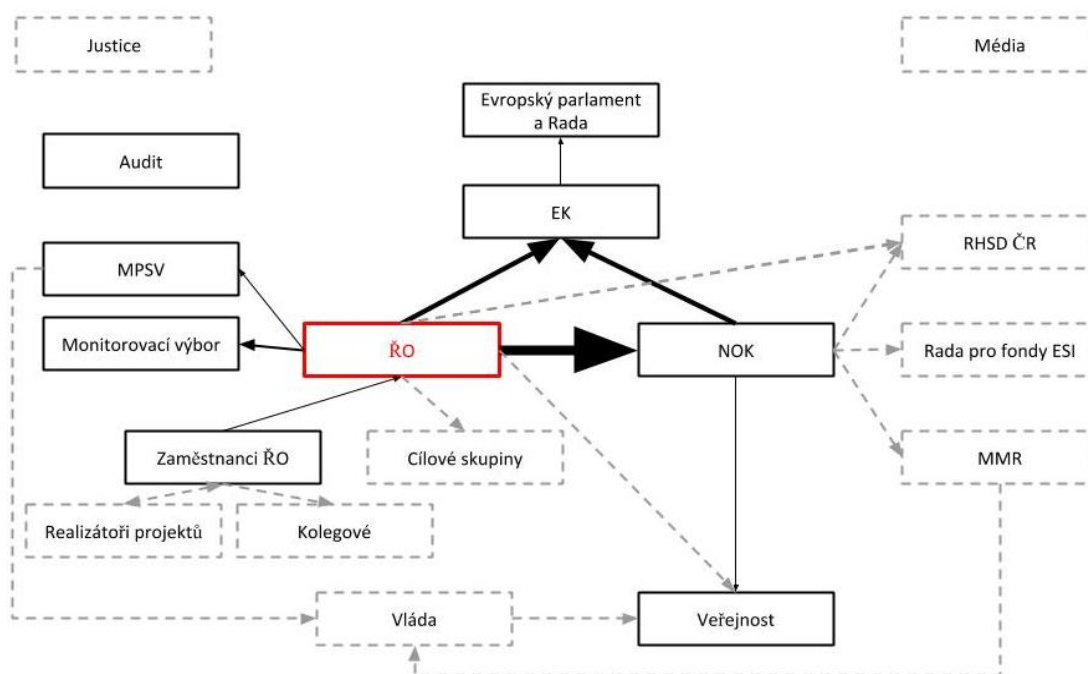 Justice
Média
Evropský parlament
a Rada
Audit
EK
MPSV
RHSD ČR
Monitorovací výbor
ŘO
NOK
Rada pro fondy ESI
Zaměstnanci ŘO
Cílové skupiny
MMR
Realizátoři projektů
Kolegové
Vláda
Veřejnost